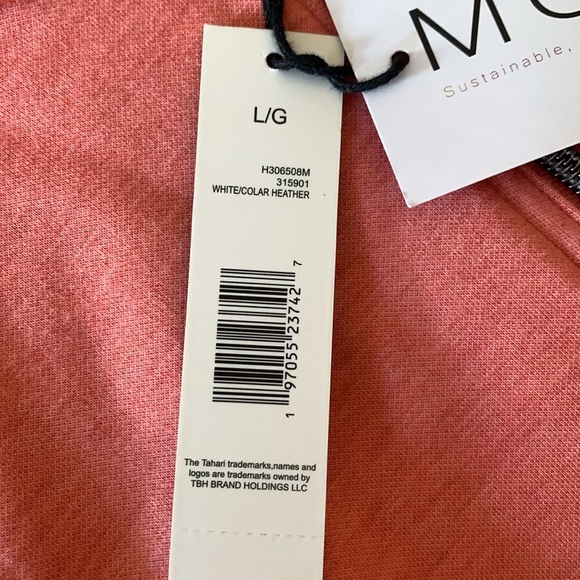 L/G
H306508M
315901
WHITE/COLAR HEATHER
1 97055 23742 7
The Tahari trademarks,names and
logos are trademarks owned by
TBH BRAND HOLDINGS LLC
Sustainable,